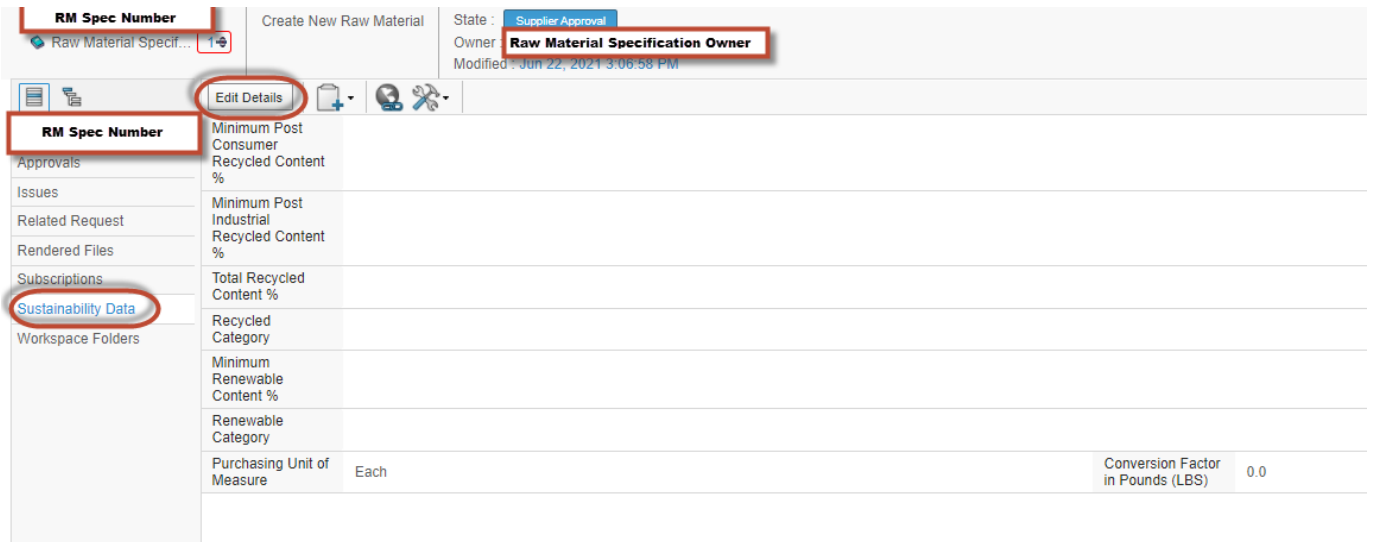 RM Spec Number
Raw Material Specif...
1
Create New Raw Material
State :
Supplier Approval
Owner :
Raw Material Specification Owner
Modified : Jun 22, 2021 3:06:58 PM
Edit Details
RM Spec Number
Approvals
Issues
Related Request
Rendered Files
Subscriptions
Sustainability Data
Workspace Folders
Minimum Post
Consumer
Recycled Content
%
Minimum Post
Industrial
Recycled Content
%
Total Recycled
Content %
Recycled
Category
Minimum
Renewable
Content %
Renewable
Category
Purchasing Unit of
Measure
Each
Conversion Factor
in Pounds (LBS)
0.0